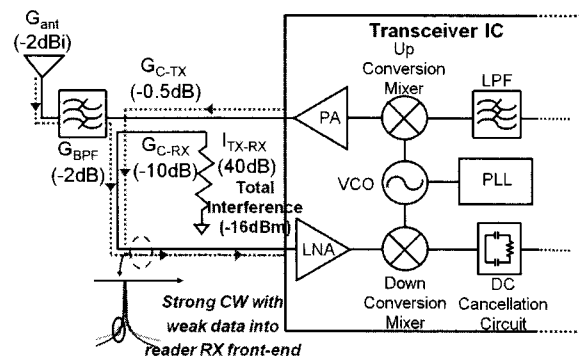 G_ant
(-2dBi)
G_C-TX
(-0.5dB)
G_BPF
(-2dB)
G_C-RX
(-10dB)
I_TX-RX
(40dB)
Total
Interference
(-16dBm)
Strong CW with
weak data into
reader RX front-end
Transceiver IC
Up
Conversion
Mixer
LPF
PA
VCO
PLL
LNA
Down
Conversion
Mixer
DC
Cancellation
Circuit